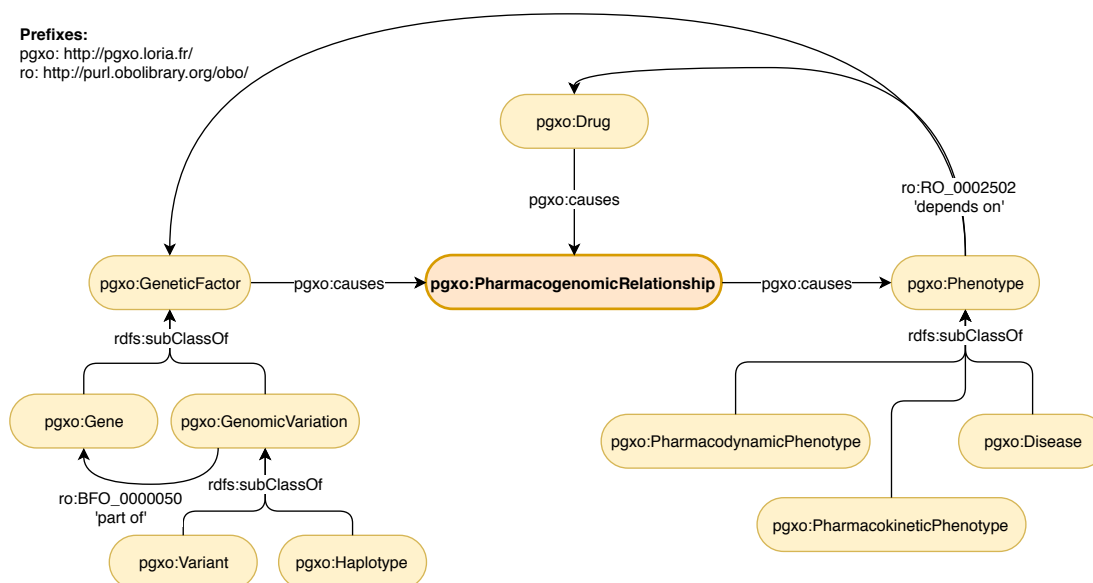 Prefixes:
pgxo: http://pgxo.loria.fr/
ro: http://purl.obolibrary.org/obo/
pgxo:Drug
ro:RO_0002502
'depends on'
pgxo:causes
pgxo:GeneticFactor
pgxo:causes
pgxo:PharmacogenomicRelationship
pgxo:causes
pgxo:Phenotype
rdfs:subClassOf
rdfs:subClassOf
pgxo:Gene
pgxo:GenomicVariation
pgxo:PharmacodynamicPhenotype
pgxo:Disease
rdfs:subClassOf
ro:BFO_0000050
'part of'
pgxo:PharmacokineticPhenotype
pgxo:Variant
pgxo:Haplotype